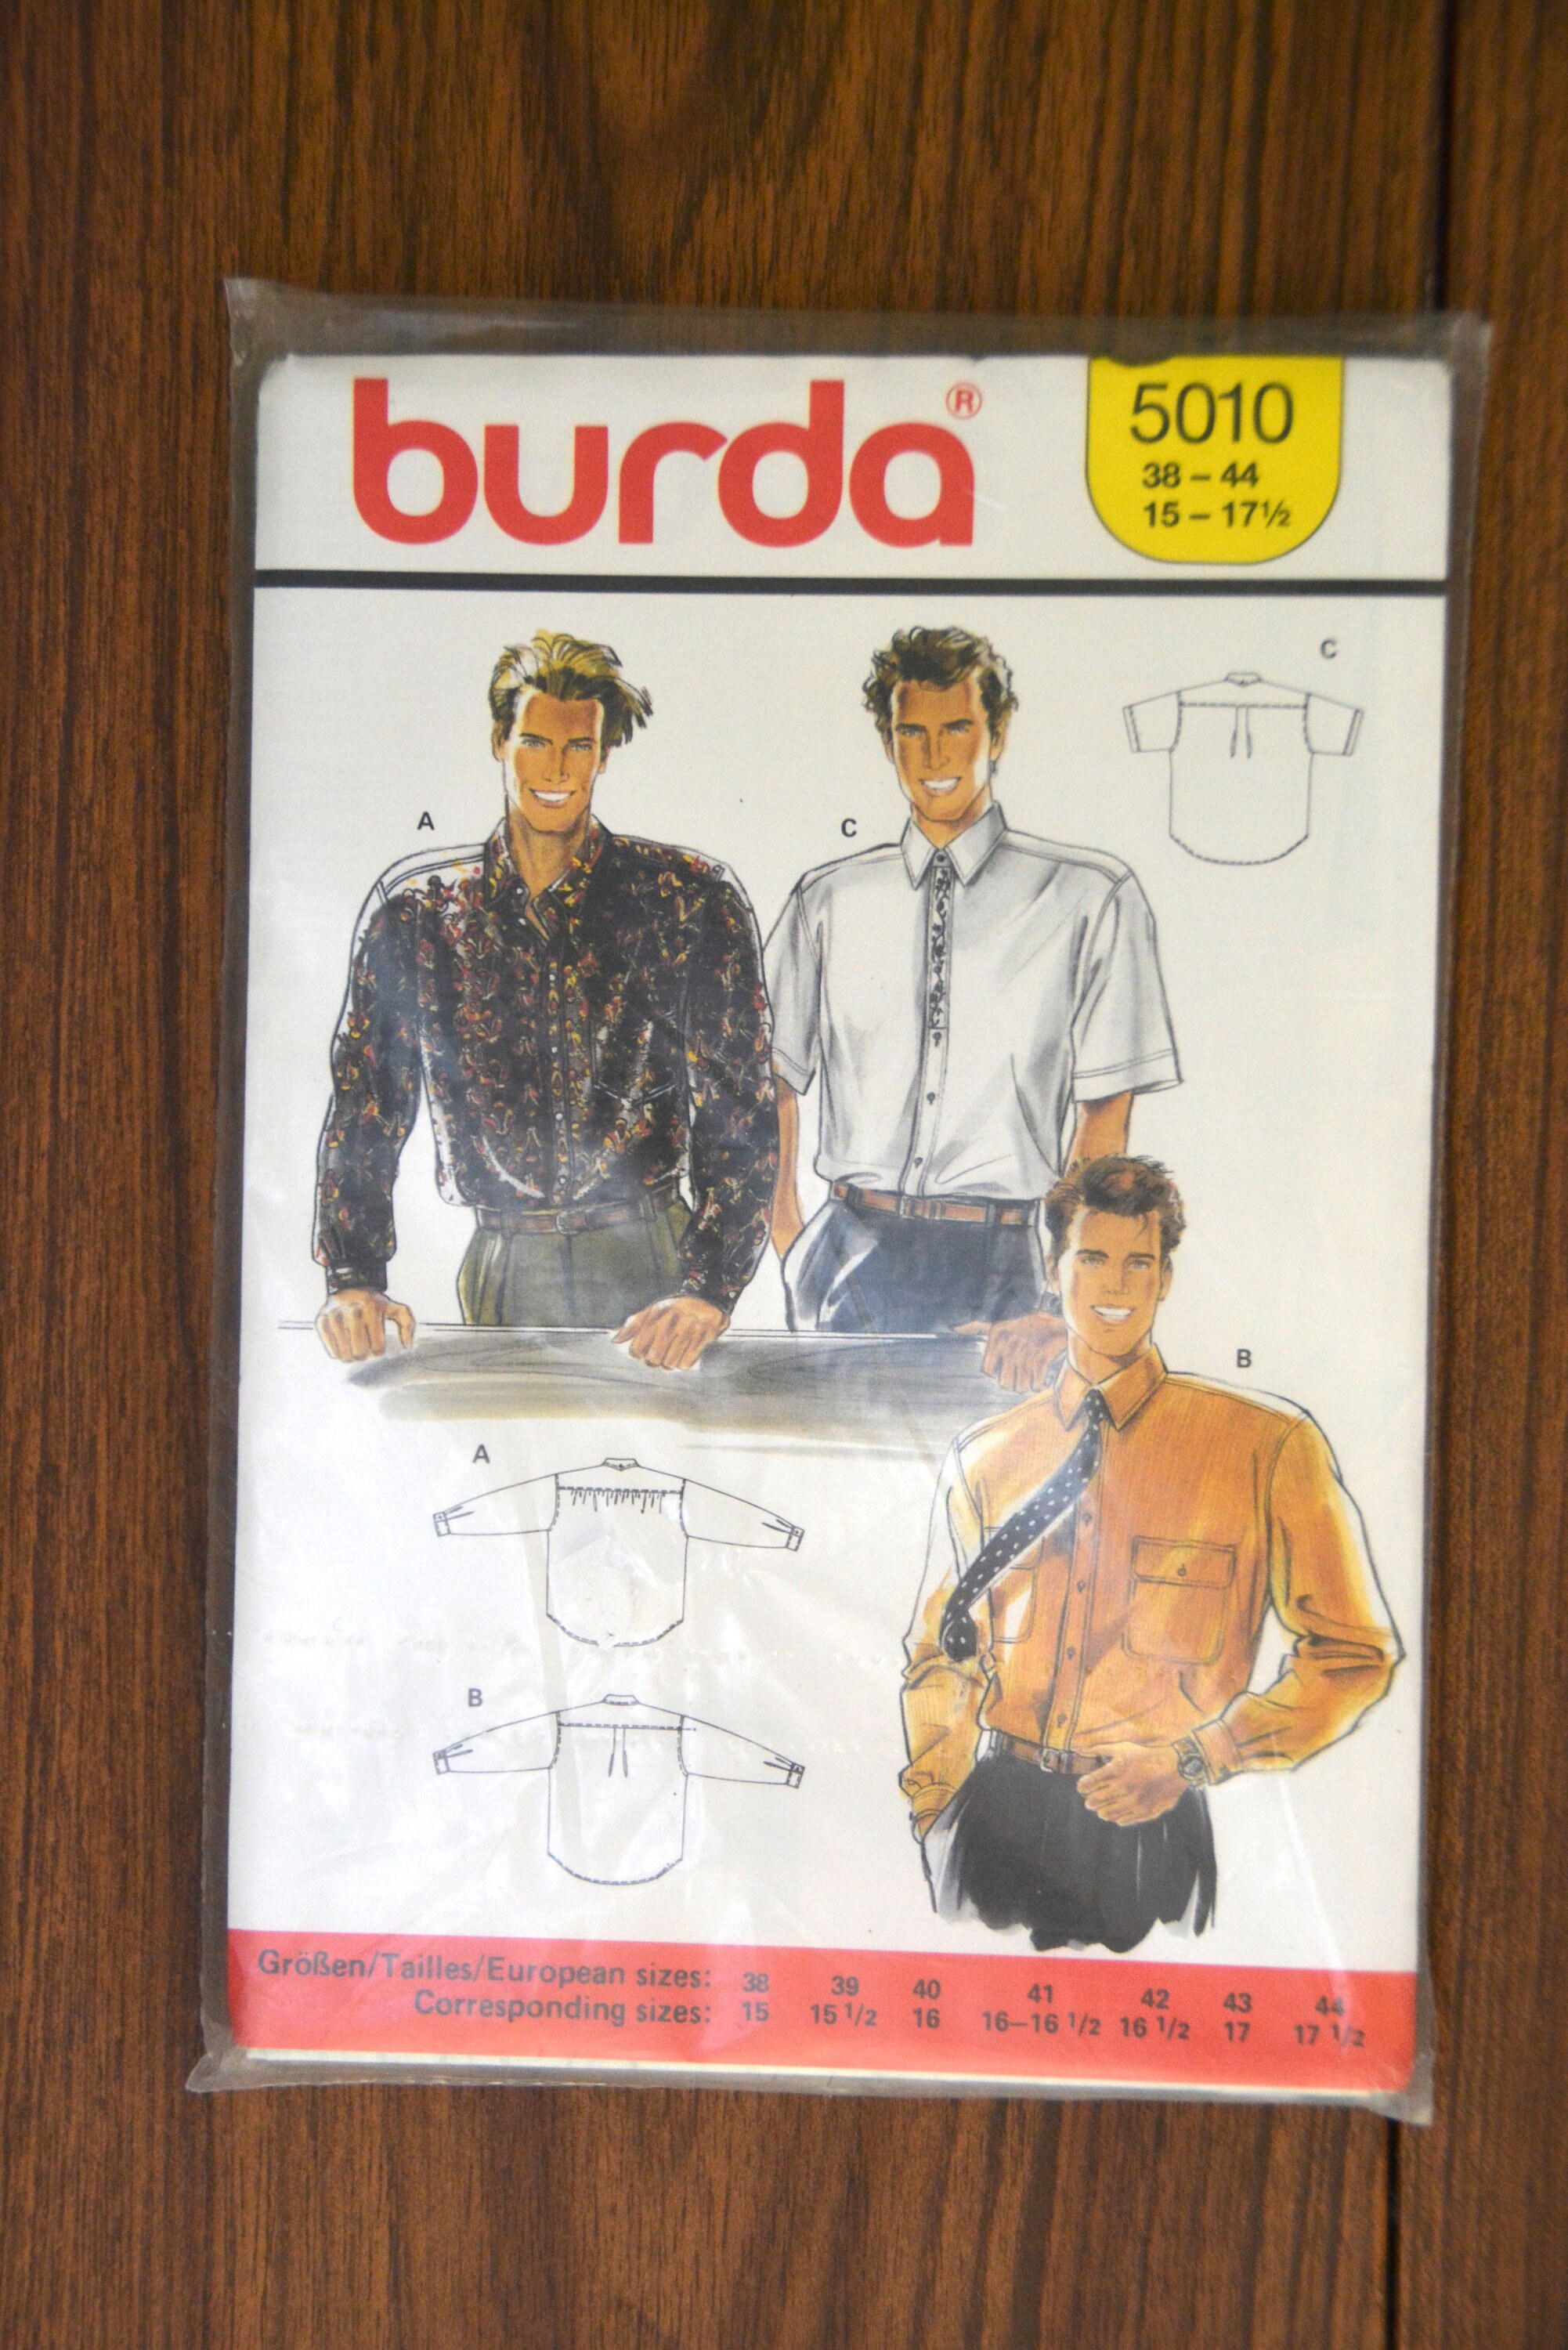 burda®
5010
38 – 44
15 – 17½
C
A
C
B
A
B
Größen/Tailles/European sizes: 38 39 40 41 42 43 44
Corresponding sizes: 15 15 1/2 16 16–16 1/2 16 1/2 17 17 1/2